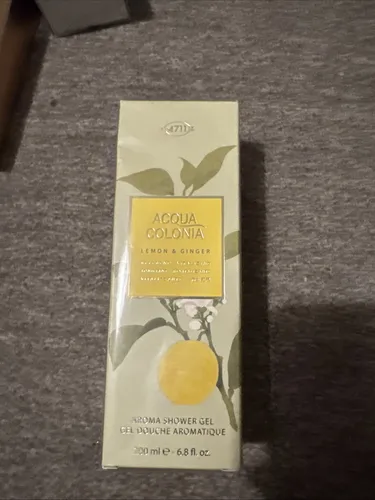 4711
ACQUA
COLONIA
LEMON & GINGER
AROMA SHOWER GEL
GEL DOUCHE AROMATIQUE
200 ml e - 6.8 fl. oz.